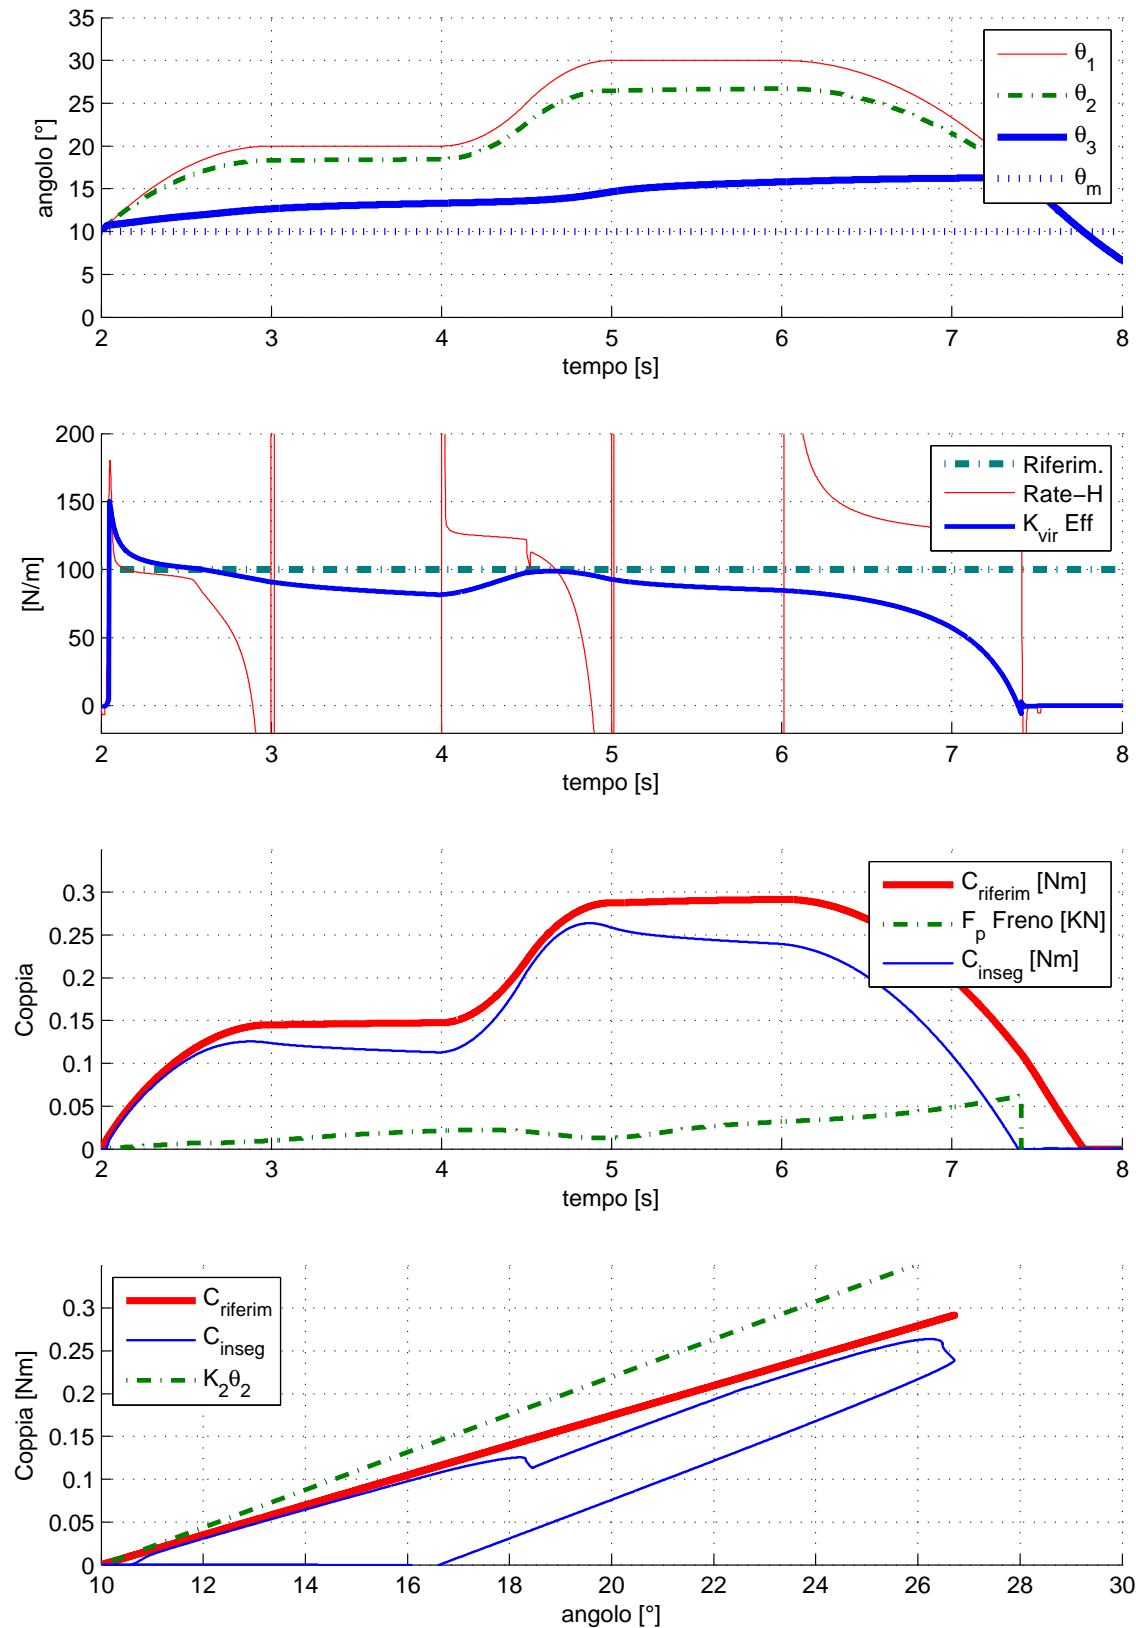 35
30
25
20
15
10
5
0
angolo [°]
θ1
θ2
θ3
θm
2 3 4 5 6 7 8
tempo [s]
200
150
100
50
0
[N/m]
Riferim.
Rate-H
Kvir Eff
2 3 4 5 6 7 8
tempo [s]
0.3
0.25
0.2
0.15
0.1
0.05
0
Coppia
Criferim [Nm]
Fp Freno [KN]
Cinseg [Nm]
2 3 4 5 6 7 8
tempo [s]
0.3
0.25
0.2
0.15
0.1
0.05
0
Coppia [Nm]
Criferim
Cinseg
K2θ2
10 12 14 16 18 20 22 24 26 28 30
angolo [°]